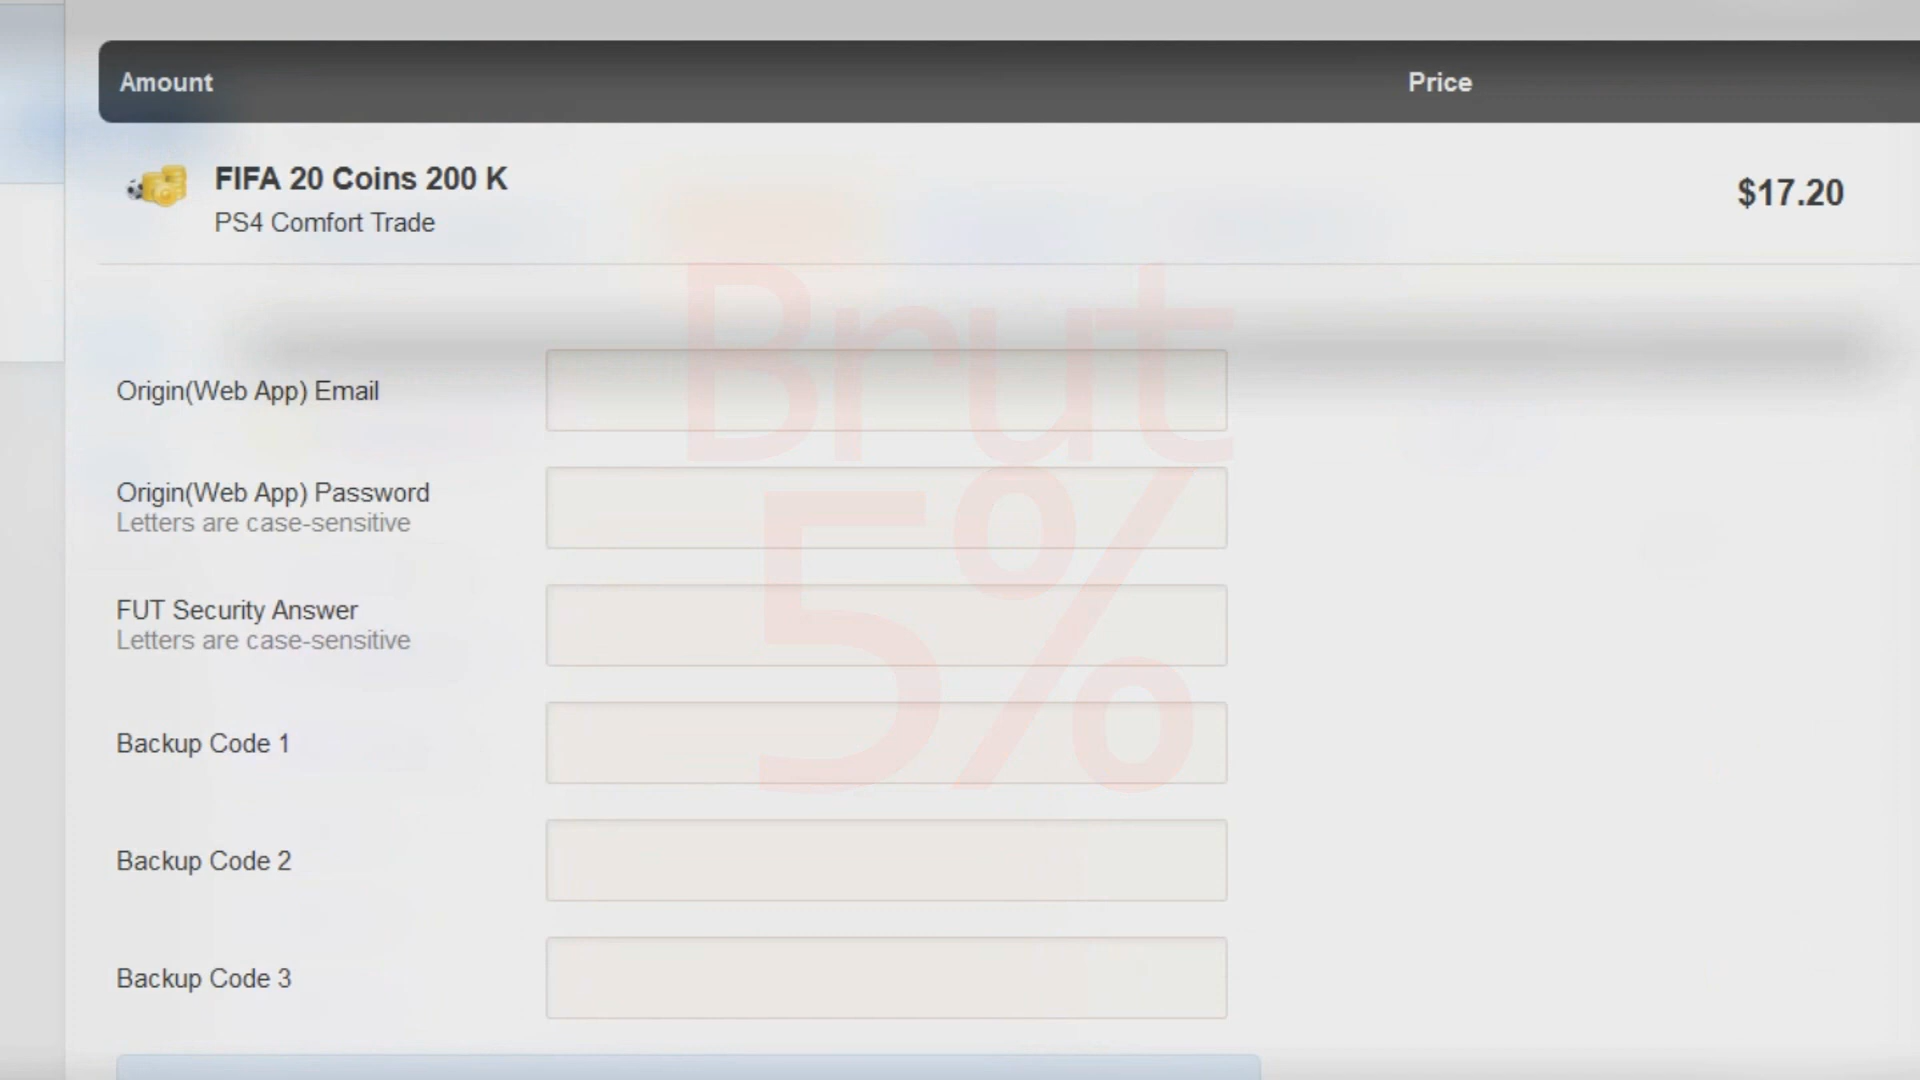 Amount Price
FIFA 20 Coins 200 K
PS4 Comfort Trade
$17.20
Brut
5%
Origin(Web App) Email
Origin(Web App) Password
Letters are case-sensitive
FUT Security Answer
Letters are case-sensitive
Backup Code 1
Backup Code 2
Backup Code 3